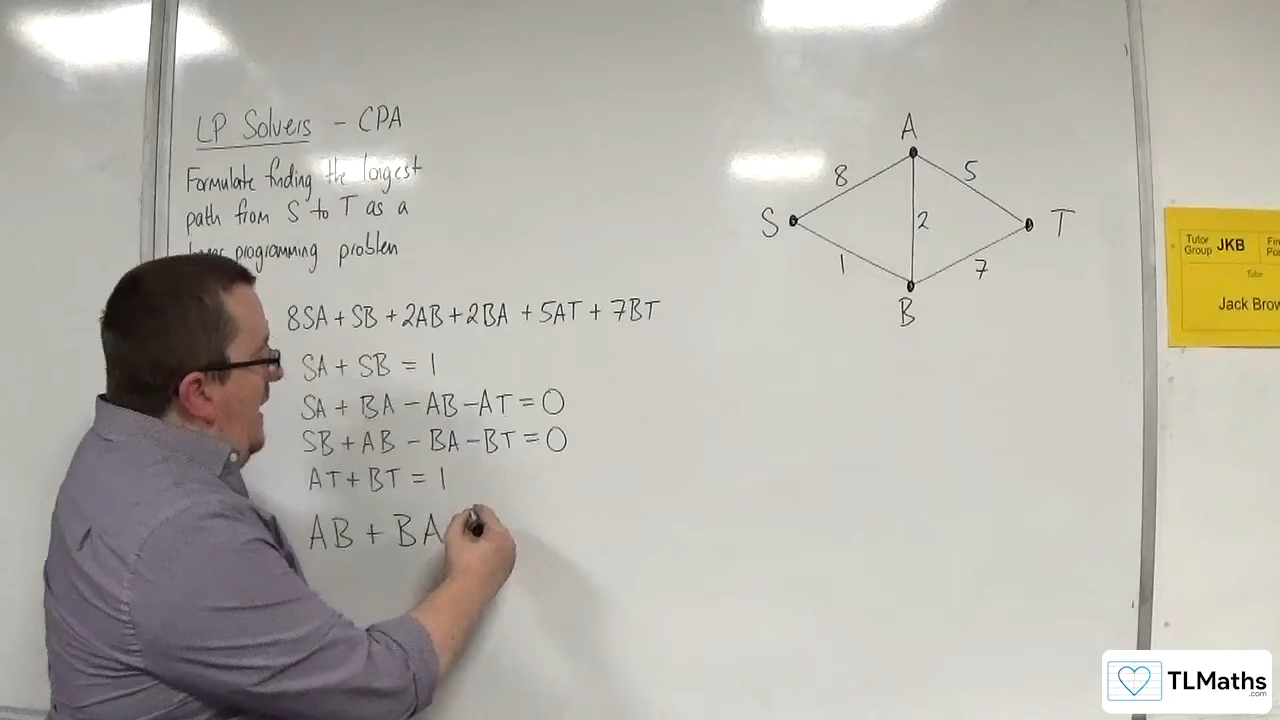 LP Solvers - CPA
Formulate finding the longest
path from S to T as a
programming problem
8SA + SB + 2AB + 2BA + 5AT + 7BT
SA + SB = 1
SA + BA - AB - AT = 0
SB + AB - BA - BT = 0
AT + BT = 1
AB + BA
A
8
5
S
2
T
1
7
B
Tutor
Group JKB
Tutor
Jack Brow
TLMaths
.com